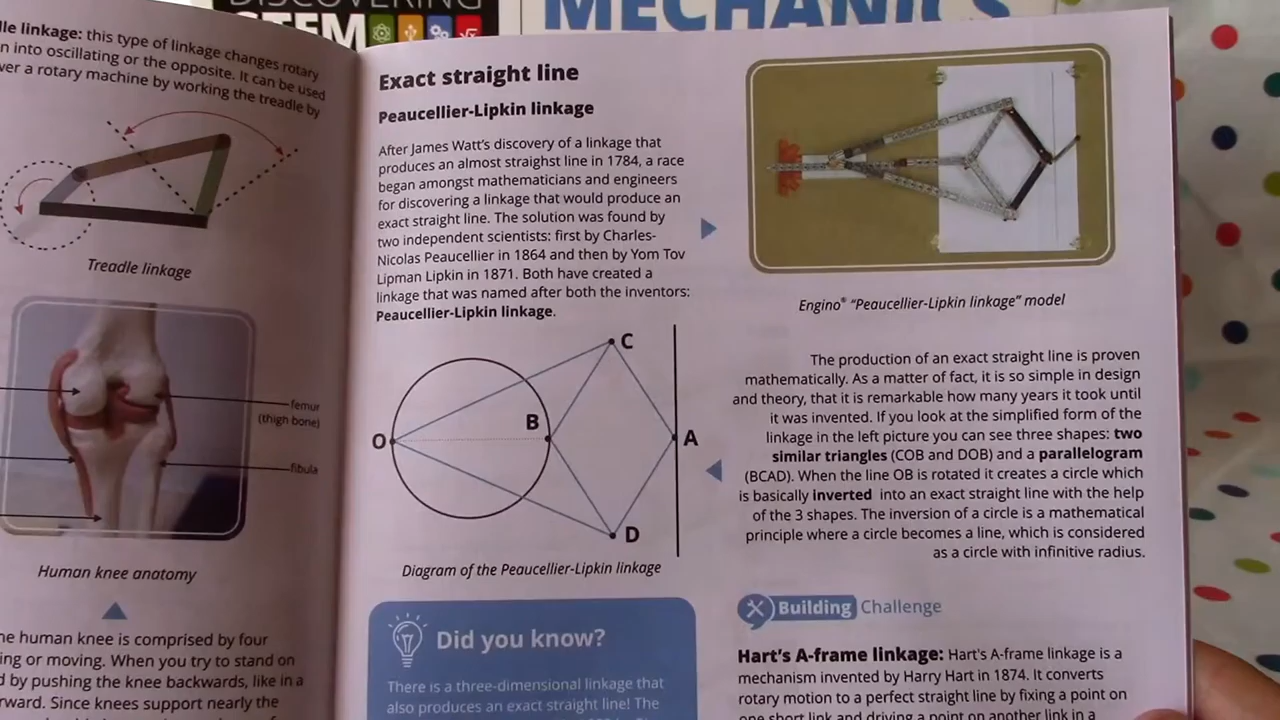 DISCOVERING
STEM
MECHANICS
linkage: this type of linkage changes rotary
into oscillating or the opposite. It can be used
a rotary machine by working the treadle by
Treadle linkage
femur
(thigh bone)
fibula
Human knee anatomy
human knee is comprised by four
or moving. When you try to stand on
by pushing the knee backwards, like in a
Since knees support nearly the
Exact straight line
Peaucellier-Lipkin linkage
After James Watt's discovery of a linkage that
produces an almost straighst line in 1784, a race
began amongst mathematicians and engineers
for discovering a linkage that would produce an
exact straight line. The solution was found by
two independent scientists: first by Charles-
Nicolas Peaucellier in 1864 and then by Yom Tov
Lipman Lipkin in 1871. Both have created a
linkage that was named after both the inventors:
Peaucellier-Lipkin linkage.
C
B
O
A
D
Diagram of the Peaucellier-Lipkin linkage
Did you know?
There is a three-dimensional linkage that
also produces an exact straight line! The
Engino® "Peaucellier-Lipkin linkage" model
The production of an exact straight line is proven
mathematically. As a matter of fact, it is so simple in design
and theory, that it is remarkable how many years it took until
it was invented. If you look at the simplified form of the
linkage in the left picture you can see three shapes: two
similar triangles (COB and DOB) and a parallelogram
(BCAD). When the line OB is rotated it creates a circle which
is basically inverted into an exact straight line with the help
of the 3 shapes. The inversion of a circle is a mathematical
principle where a circle becomes a line, which is considered
as a circle with infinitive radius.
Building Challenge
Hart's A-frame linkage: Hart's A-frame linkage is a
mechanism invented by Harry Hart in 1874. It converts
rotary motion to a perfect straight line by fixing a point on
one short link and driving a point on another link in a